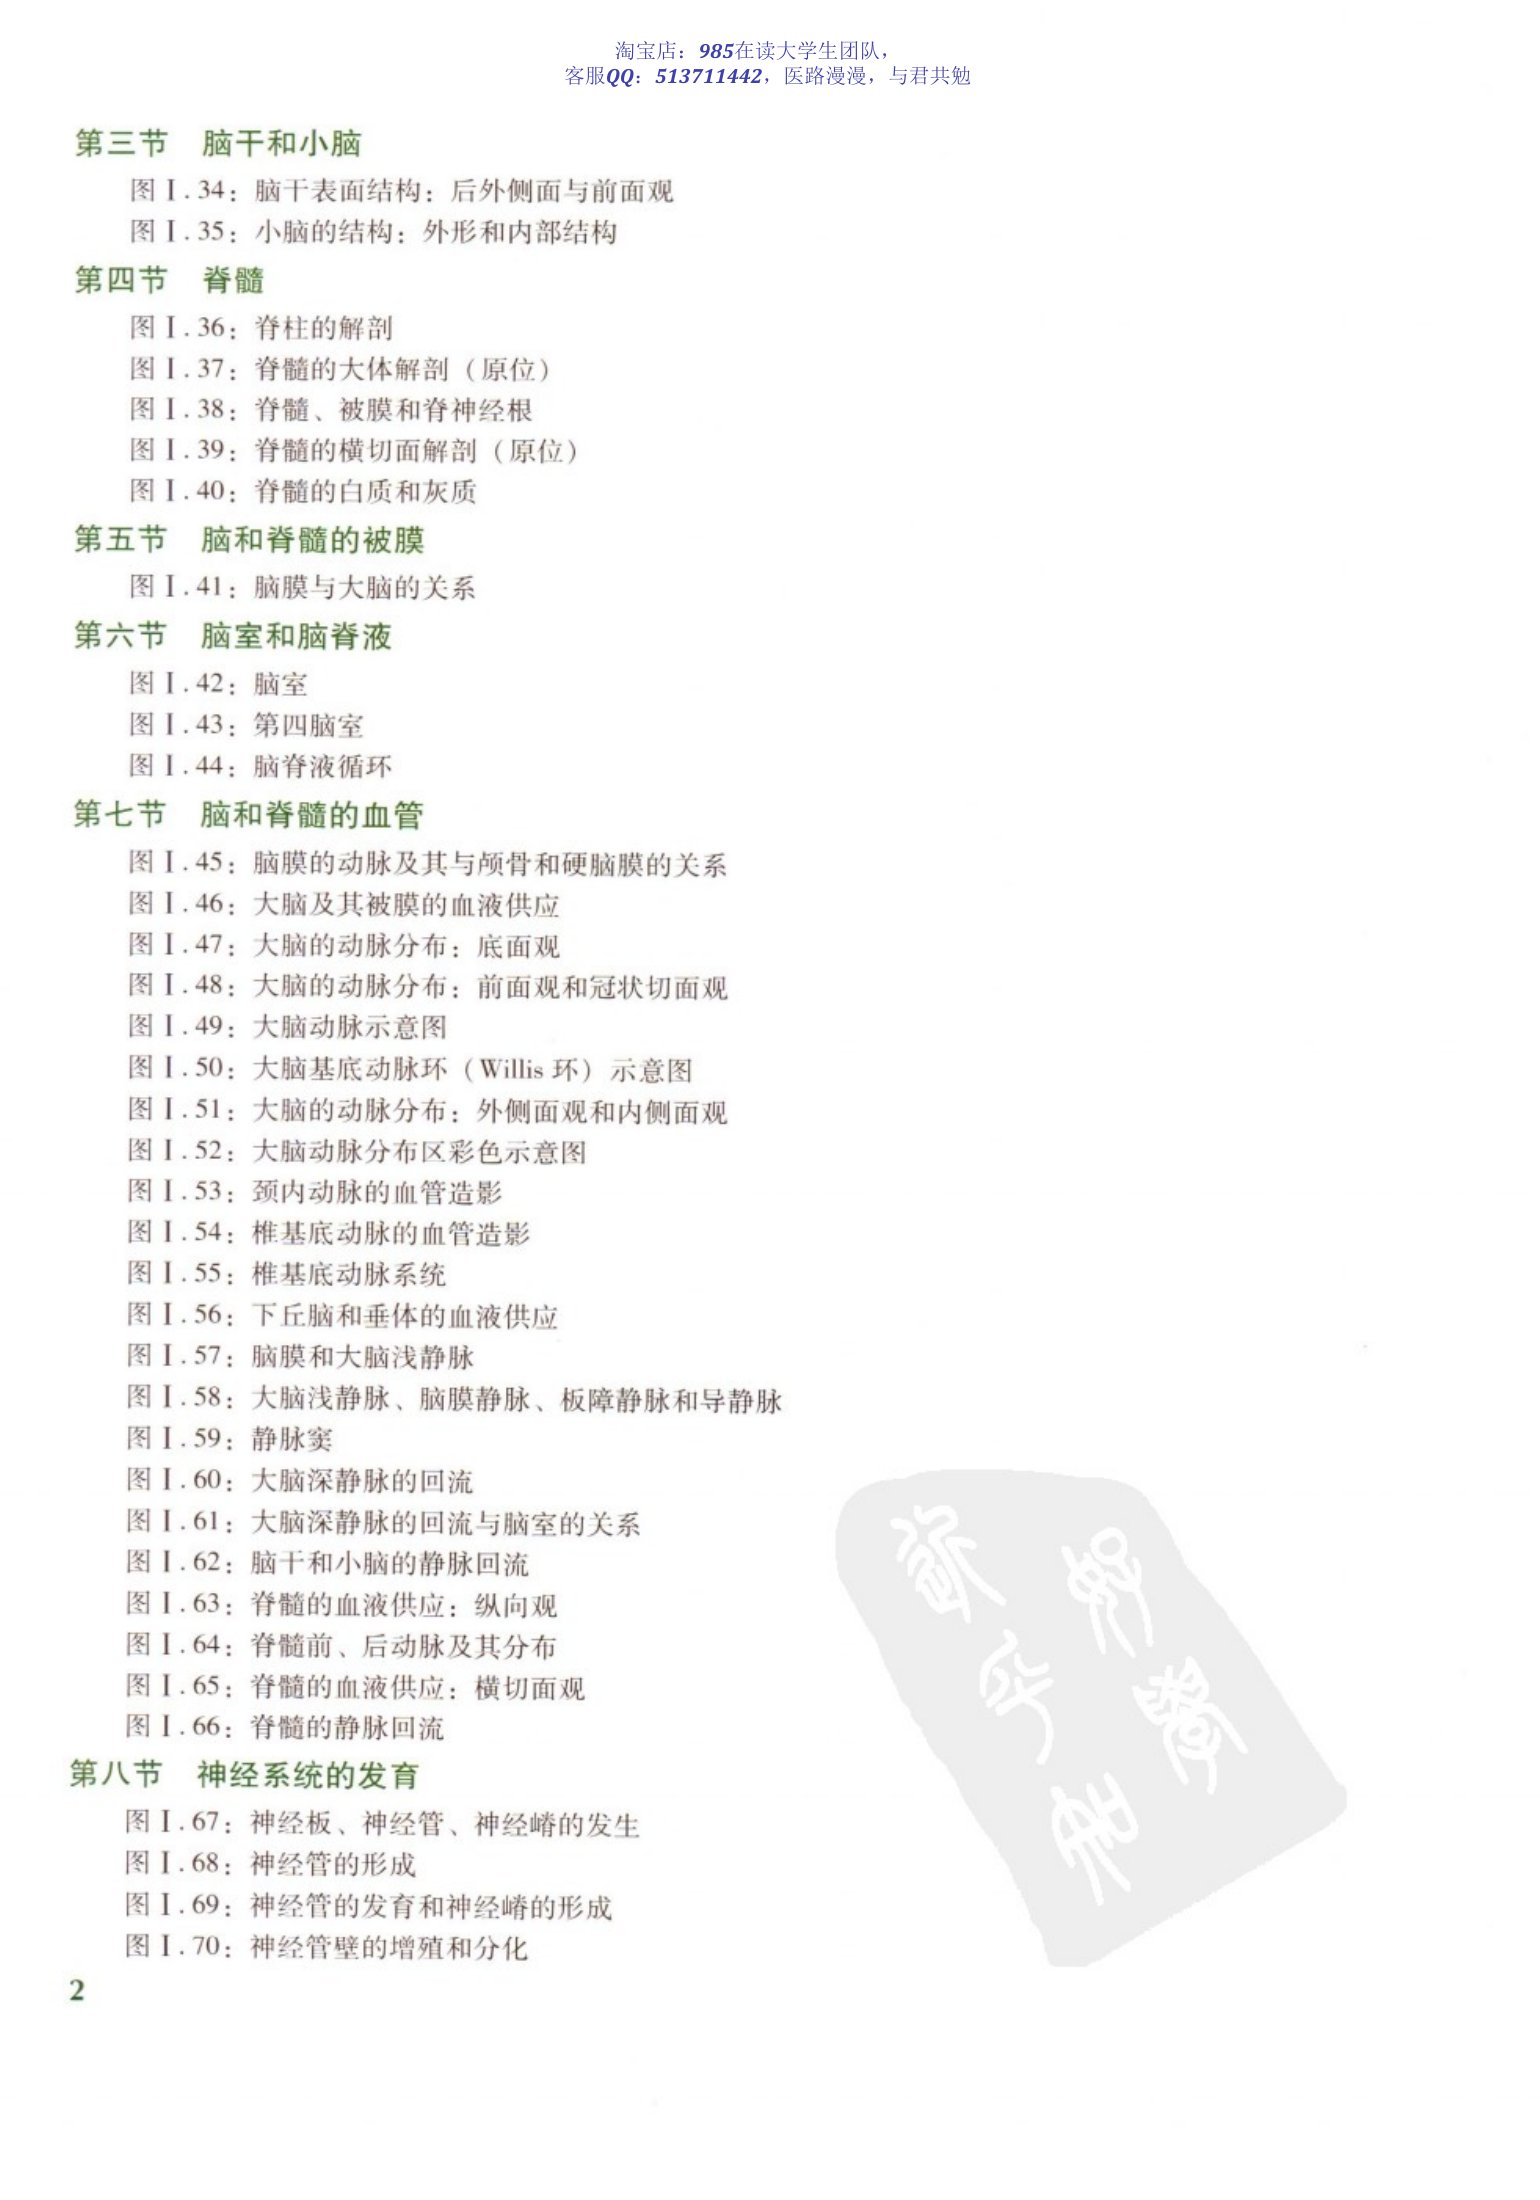 淘宝店：985在读大学生团队，
客服QQ：513711442，医路漫漫，与君共勉
第三节　脑干和小脑
图Ⅰ.34：脑干表面结构：后外侧面与前面观
图Ⅰ.35：小脑的结构：外形和内部结构
第四节　脊髓
图Ⅰ.36：脊柱的解剖
图Ⅰ.37：脊髓的大体解剖（原位）
图Ⅰ.38：脊髓、被膜和脊神经根
图Ⅰ.39：脊髓的横切面解剖（原位）
图Ⅰ.40：脊髓的白质和灰质
第五节　脑和脊髓的被膜
图Ⅰ.41：脑膜与大脑的关系
第六节　脑室和脑脊液
图Ⅰ.42：脑室
图Ⅰ.43：第四脑室
图Ⅰ.44：脑脊液循环
第七节　脑和脊髓的血管
图Ⅰ.45：脑膜的动脉及其与颅骨和硬脑膜的关系
图Ⅰ.46：大脑及其被膜的血液供应
图Ⅰ.47：大脑的动脉分布：底面观
图Ⅰ.48：大脑的动脉分布：前面观和冠状切面观
图Ⅰ.49：大脑动脉示意图
图Ⅰ.50：大脑基底动脉环（Willis 环）示意图
图Ⅰ.51：大脑的动脉分布：外侧面观和内侧面观
图Ⅰ.52：大脑动脉分布区彩色示意图
图Ⅰ.53：颈内动脉的血管造影
图Ⅰ.54：椎基底动脉的血管造影
图Ⅰ.55：椎基底动脉系统
图Ⅰ.56：下丘脑和垂体的血液供应
图Ⅰ.57：脑膜和大脑浅静脉
图Ⅰ.58：大脑浅静脉、脑膜静脉、板障静脉和导静脉
图Ⅰ.59：静脉窦
图Ⅰ.60：大脑深静脉的回流
图Ⅰ.61：大脑深静脉的回流与脑室的关系
图Ⅰ.62：脑干和小脑的静脉回流
图Ⅰ.63：脊髓的血液供应：纵向观
图Ⅰ.64：脊髓前、后动脉及其分布
图Ⅰ.65：脊髓的血液供应：横切面观
图Ⅰ.66：脊髓的静脉回流
第八节　神经系统的发育
图Ⅰ.67：神经板、神经管、神经嵴的发生
图Ⅰ.68：神经管的形成
图Ⅰ.69：神经管的发育和神经嵴的形成
图Ⅰ.70：神经管壁的增殖和分化
2